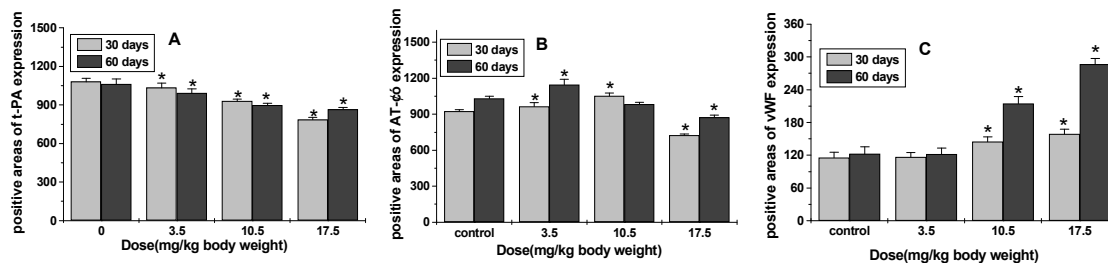 A
30 days
60 days
positive areas of t-PA expression
1500
1200
900
600
300
0
* * * * * *
0 3.5 10.5 17.5
Dose(mg/kg body weight)
B
30 days
60 days
positive areas of AT-có expression
1500
1200
900
600
300
0
* * * * *
control 3.5 10.5 17.5
Dose(mg/kg body weight)
C
30 days
60 days
positive areas of vWF expression
360
300
240
180
120
60
0
* * * *
control 3.5 10.5 17.5
Dose(mg/kg body weight)